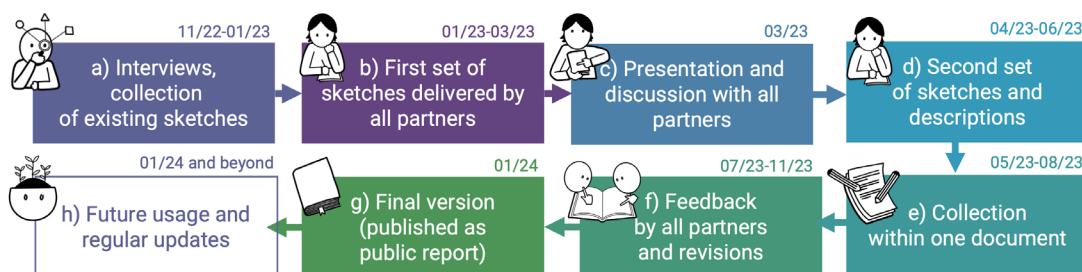 11/22-01/23
a) Interviews,
collection
of existing sketches
01/23-03/23
b) First set of
sketches delivered by
all partners
03/23
c) Presentation and
discussion with all
partners
04/23-06/23
d) Second set
of sketches and
descriptions
05/23-08/23
e) Collection
within one document
07/23-11/23
f) Feedback
by all partners
and revisions
01/24
g) Final version
(published as
public report)
01/24 and beyond
h) Future usage and
regular updates